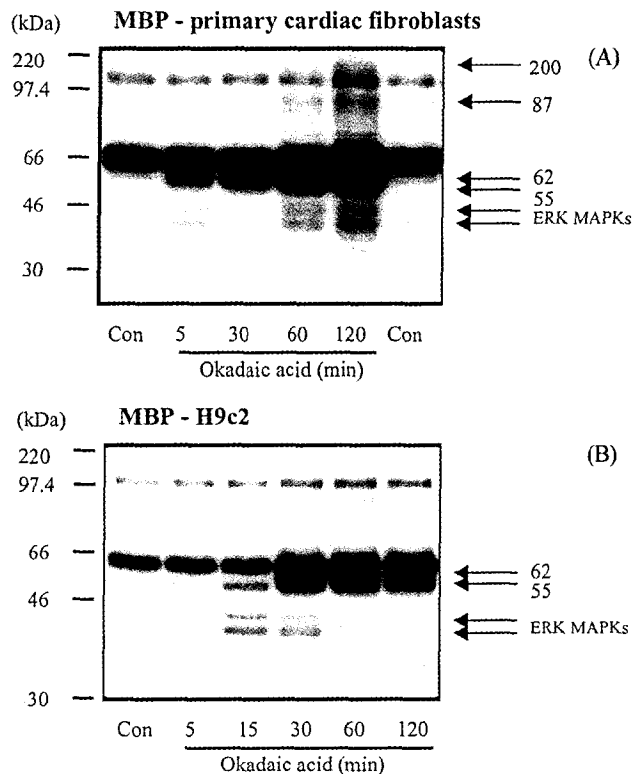 (kDa)
MBP - primary cardiac fibroblasts
(A)
220
97.4
66
46
30
200
87
62
55
ERK MAPKs
Con 5 30 60 120 Con
Okadaic acid (min)
(kDa)
MBP - H9c2
(B)
220
97.4
66
46
30
62
55
ERK MAPKs
Con 5 15 30 60 120
Okadaic acid (min)